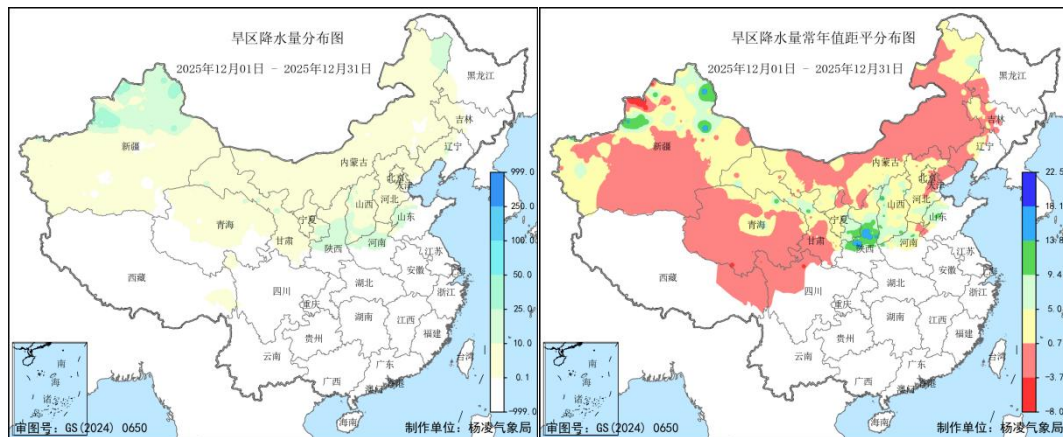 旱区降水量分布图
2025年12月01日 - 2025年12月31日
黑龙江
吉林
辽宁
内蒙古
北京
天津
河北
山西
山东
宁夏
新疆
青海
甘肃
陕西
河南
西藏
四川
重庆
湖北
安徽
江苏
上海
浙江
湖南
江西
福建
贵州
云南
广西
广东
香港
澳门
海南
台湾
南
海
诸
岛
999.0
250.0
100.0
50.0
25.0
10.0
0.1
-999.0
审图号: GS(2024) 0650
制作单位: 杨凌气象局
旱区降水量常年值距平分布图
2025年12月01日 - 2025年12月31日
黑龙江
吉林
辽宁
内蒙古
北京
天津
河北
山西
山东
宁夏
新疆
青海
甘肃
陕西
河南
西藏
四川
重庆
湖北
安徽
江苏
上海
浙江
湖南
江西
福建
贵州
云南
广西
广东
香港
澳门
海南
台湾
南
海
诸
岛
22.5
18.1
13.8
9.4
5.0
0.7
-3.7
-8.0
审图号: GS(2024) 0650
制作单位: 杨凌气象局